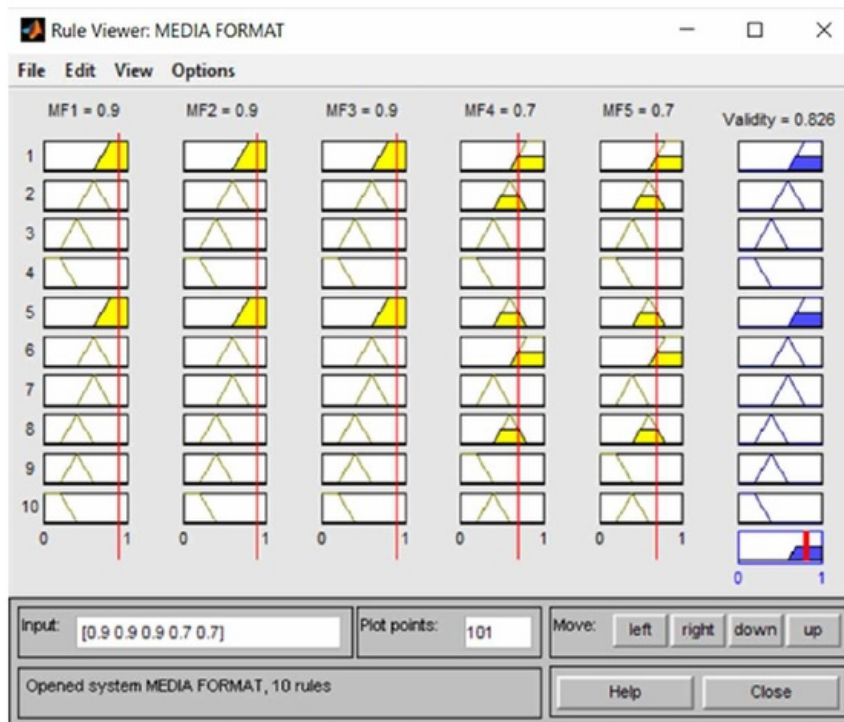 Rule Viewer: MEDIA FORMAT
File Edit View Options
MF1 = 0.9 MF2 = 0.9 MF3 = 0.9 MF4 = 0.7 MF5 = 0.7 Validity = 0.826
1
2
3
4
5
6
7
8
9
10
0 1 0 1 0 1 0 1 0 1
0 1
Input: [0.9 0.9 0.9 0.7 0.7] Plot points: 101 Move: left right down up
Opened system MEDIA FORMAT, 10 rules Help Close